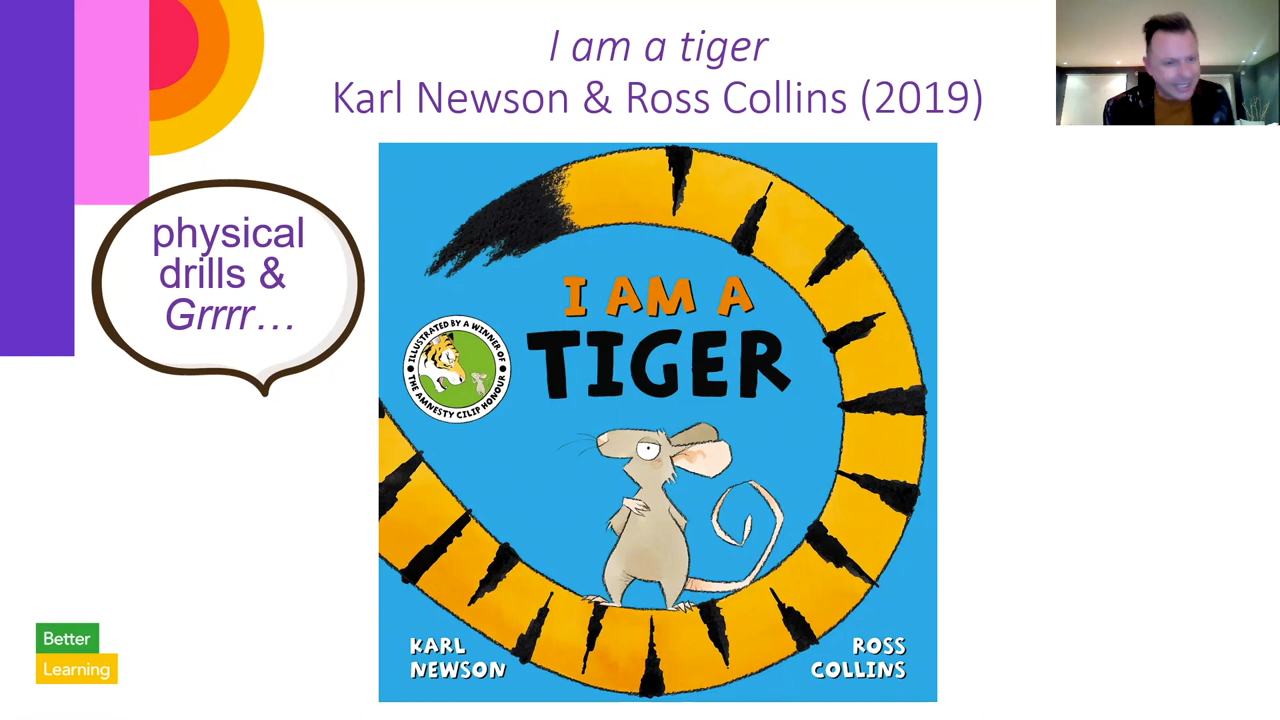 I am a tiger
Karl Newson & Ross Collins (2019)
physical
drills &
Grrrr…
I AM A
TIGER
ILLUSTRATED BY A WINNER OF
THE AMNESTY CILIP HONOUR
KARL
NEWSON
ROSS
COLLINS
Better
Learning